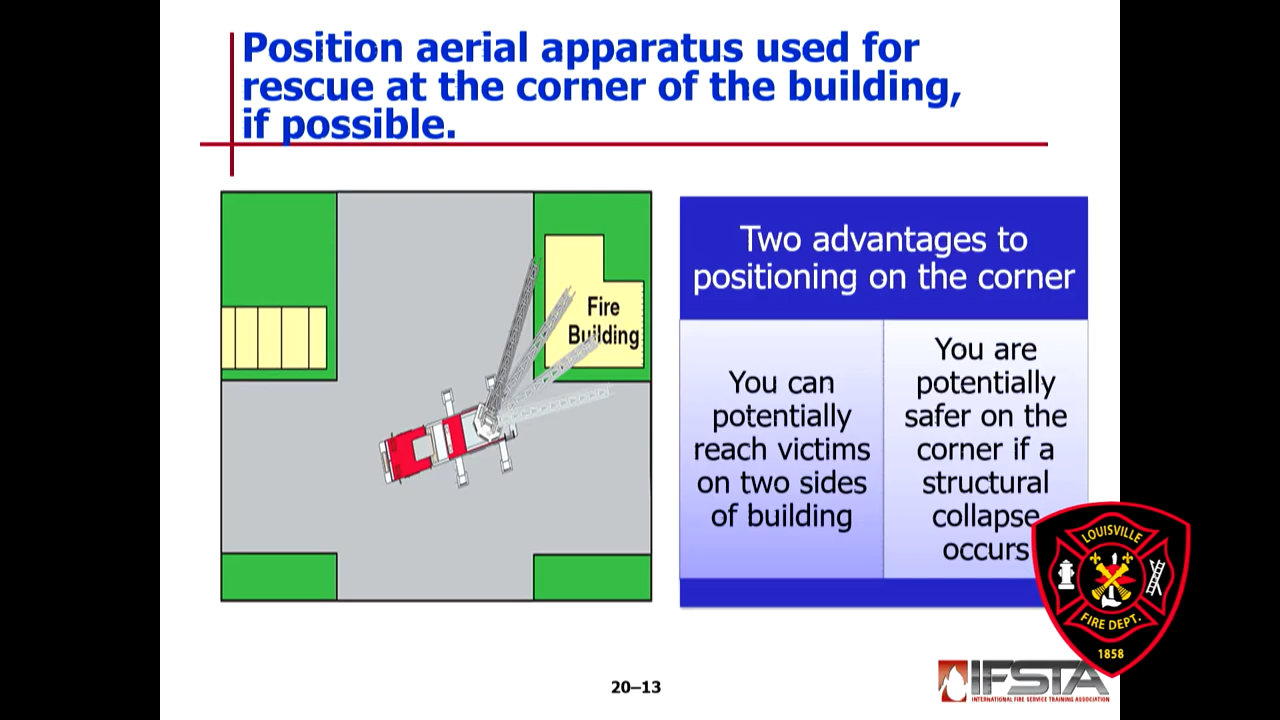 Position aerial apparatus used for
rescue at the corner of the building,
if possible.
Fire
Building
Two advantages to
positioning on the corner
You can
potentially
reach victims
on two sides
of building
You are
potentially
safer on the
corner if a
structural
collapse
occurs
LOUISVILLE
FIRE DEPT.
1858
20–13
IFSTA
INTERNATIONAL FIRE SERVICE TRAINING ASSOCIATION